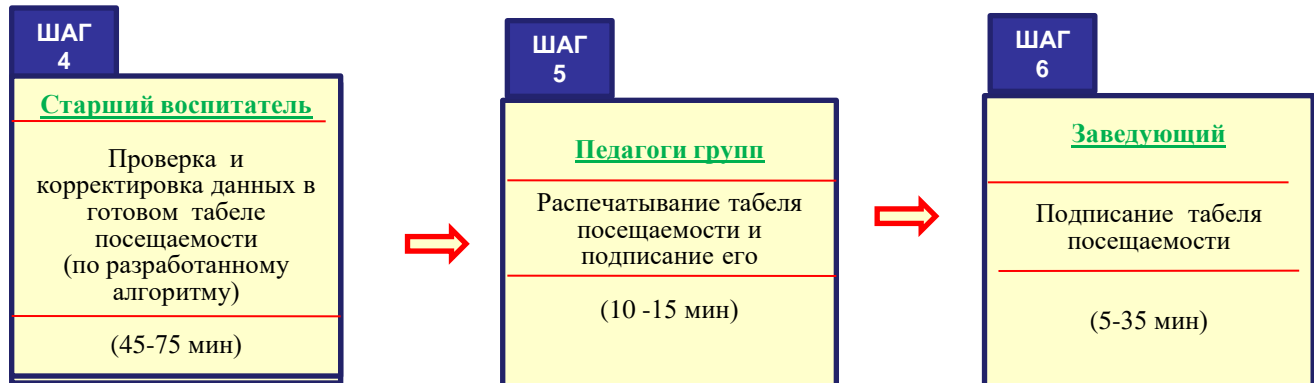 ШАГ
4
Старший воспитатель
Проверка и
корректировка данных в
готовом табеле
посещаемости
(по разработанному
алгоритму)
(45-75 мин)
ШАГ
5
Педагоги групп
Распечатывание табеля
посещаемости и
подписание его
(10 -15 мин)
ШАГ
6
Заведующий
Подписание табеля
посещаемости
(5-35 мин)